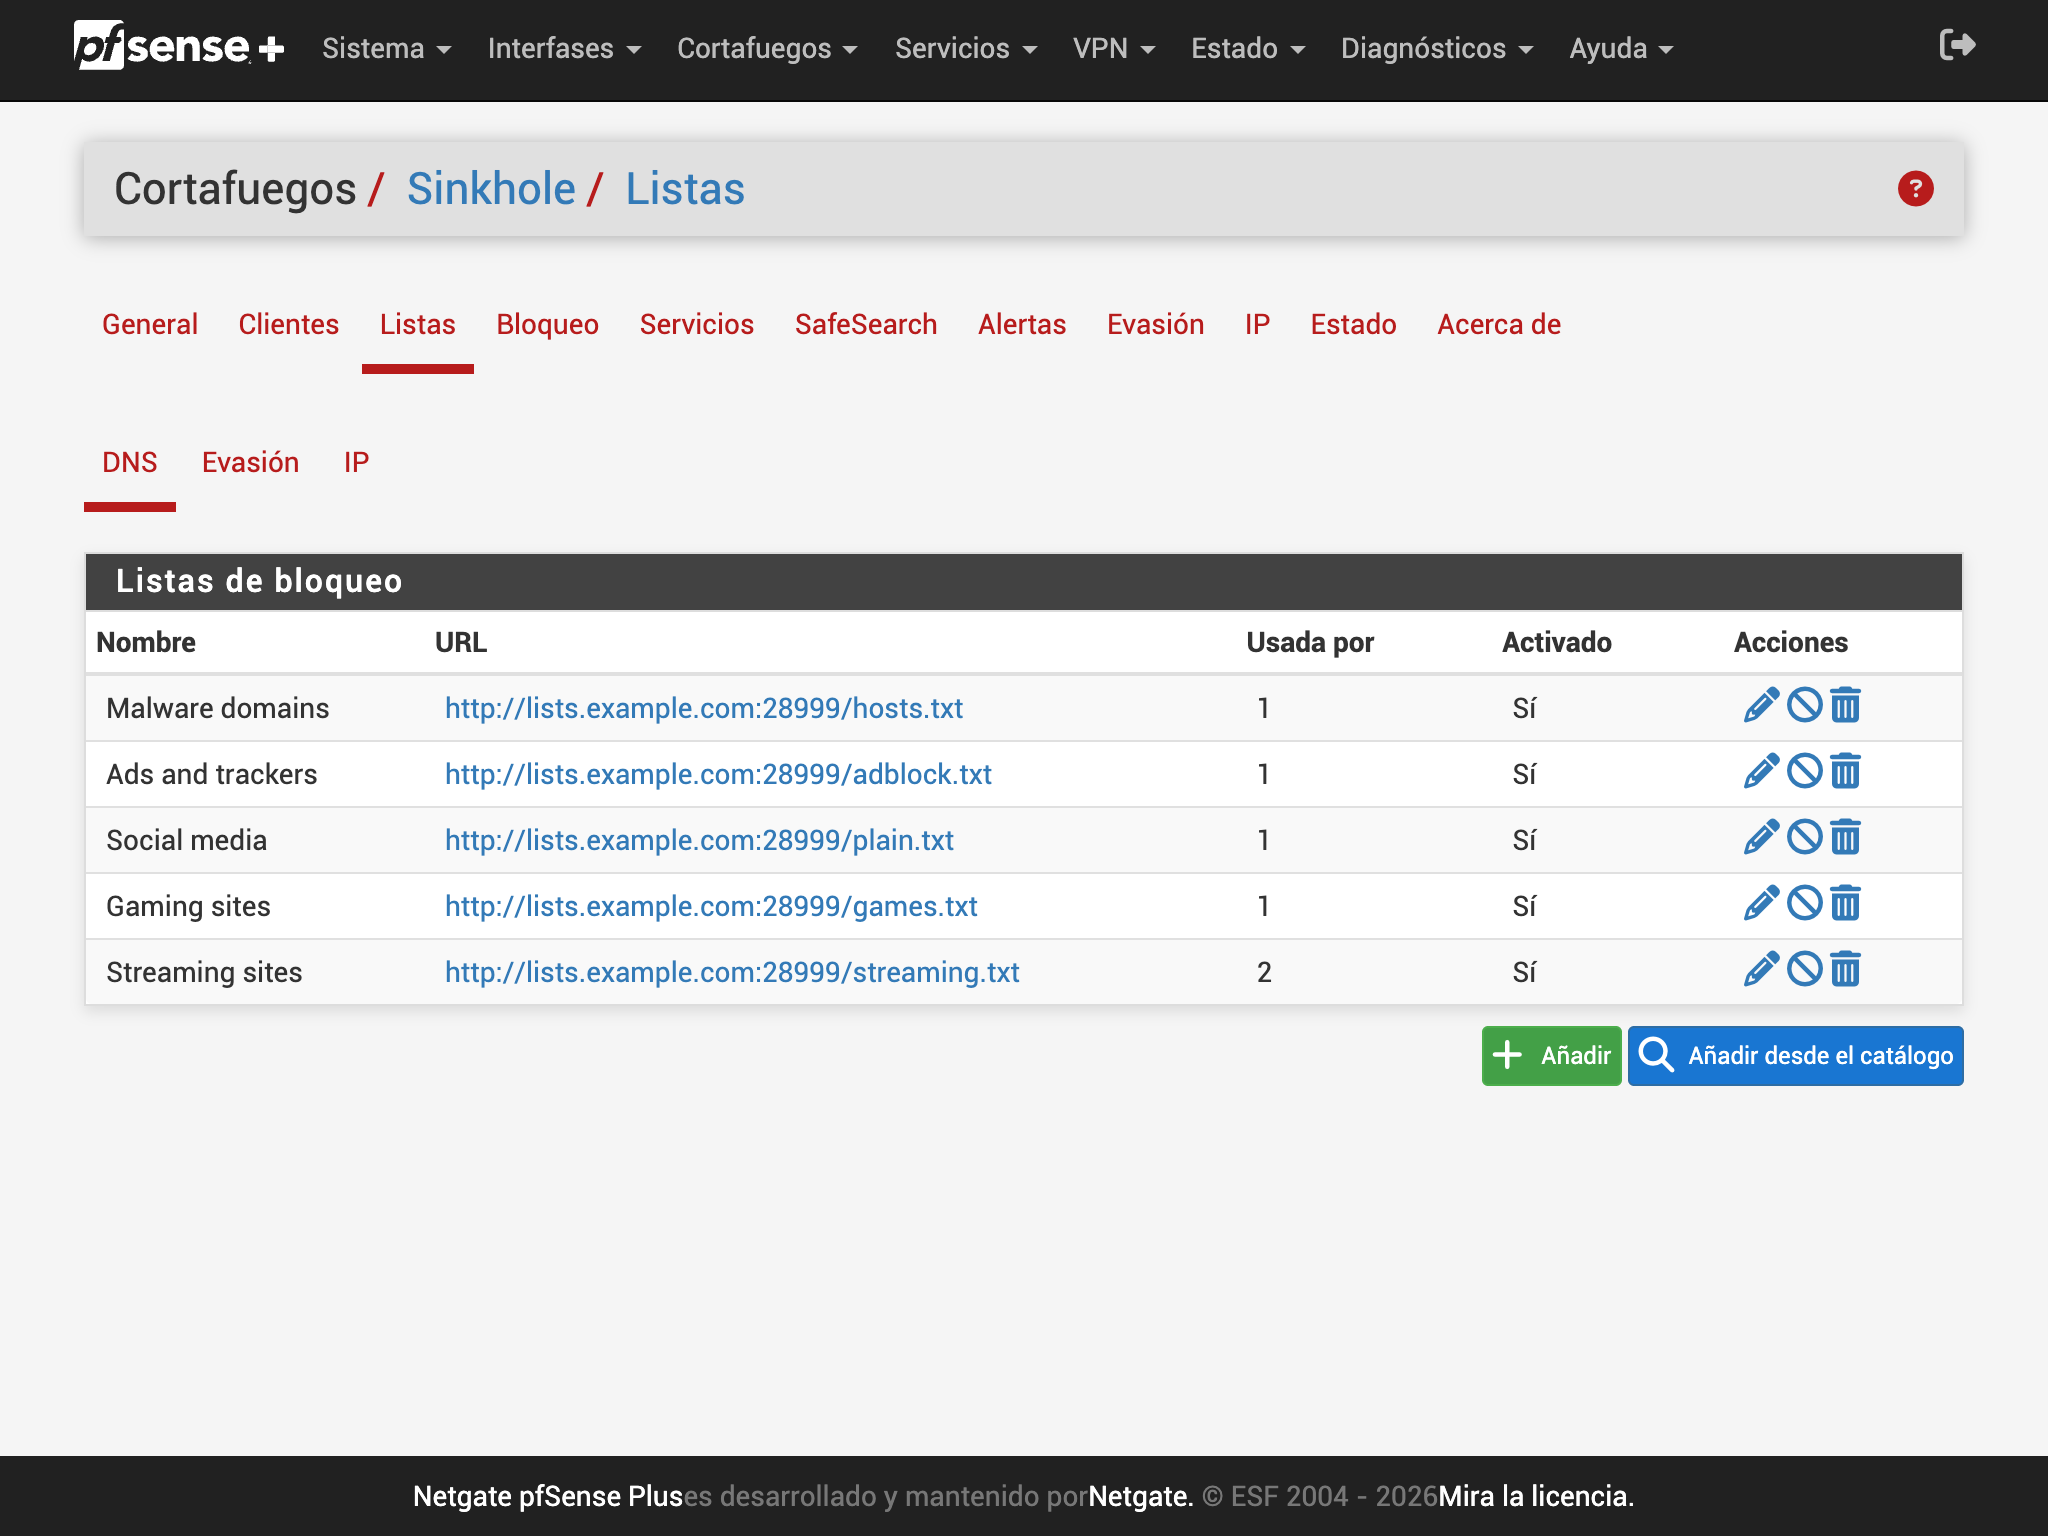 pfsense+ Sistema Interfases Cortafuegos Servicios VPN Estado Diagnósticos Ayuda
Cortafuegos / Sinkhole / Listas
General Clientes Listas Bloqueo Servicios SafeSearch Alertas Evasión IP Estado Acerca de
DNS Evasión IP
Listas de bloqueo
Nombre URL Usada por Activado Acciones
Malware domains http://lists.example.com:28999/hosts.txt 1 Sí
Ads and trackers http://lists.example.com:28999/adblock.txt 1 Sí
Social media http://lists.example.com:28999/plain.txt 1 Sí
Gaming sites http://lists.example.com:28999/games.txt 1 Sí
Streaming sites http://lists.example.com:28999/streaming.txt 2 Sí
Añadir Añadir desde el catálogo
Netgate pfSense Pluses desarrollado y mantenido porNetgate. © ESF 2004 - 2026Mira la licencia.